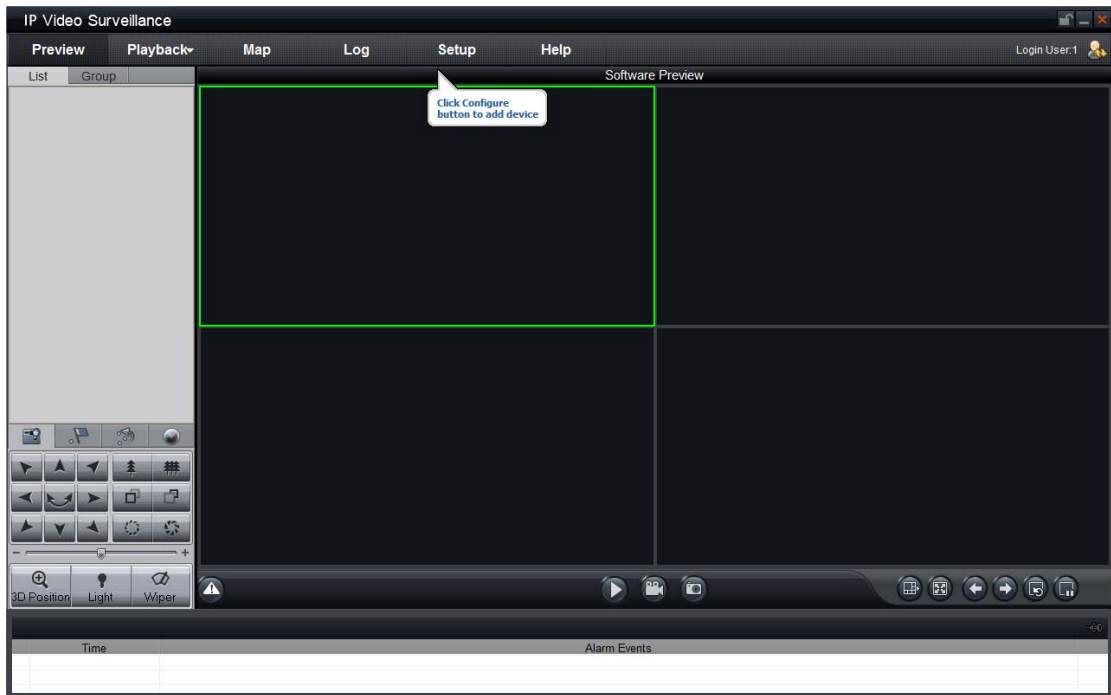 IP Video Surveillance
Preview Playback Map Log Setup Help Login User:1
List Group Software Preview
Click Configure
button to add device
3D Position Light Wiper
Time Alarm Events